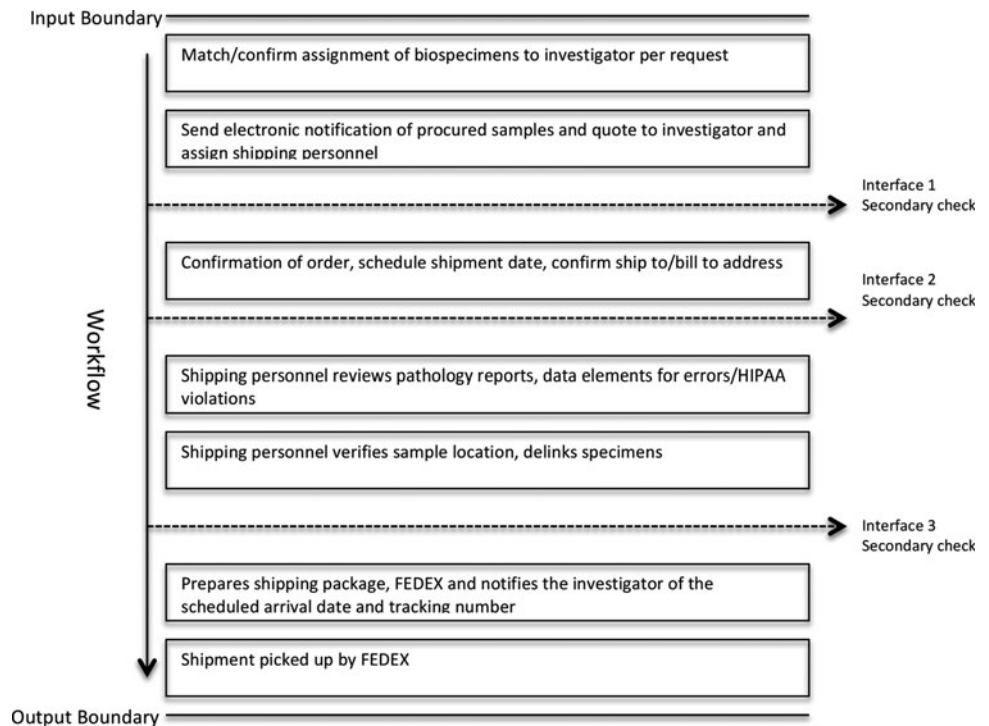 Input Boundary
Match/confirm assignment of biospecimens to investigator per request
Send electronic notification of procured samples and quote to investigator and
assign shipping personnel
Interface 1
Secondary check
Confirmation of order, schedule shipment date, confirm ship to/bill to address
Interface 2
Secondary check
Workflow
Shipping personnel reviews pathology reports, data elements for errors/HIPAA
violations
Shipping personnel verifies sample location, delinks specimens
Interface 3
Secondary check
Prepares shipping package, FEDEX and notifies the investigator of the
scheduled arrival date and tracking number
Shipment picked up by FEDEX
Output Boundary